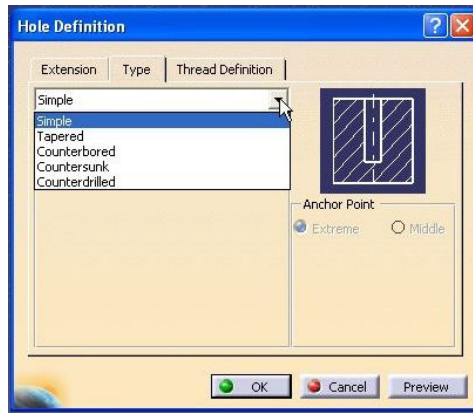 Hole Definition
Extension Type Thread Definition
Simple
Simple
Tapered
Counterbored
Countersunk
Counterdrilled
Anchor Point
Extreme Middle
OK Cancel Preview